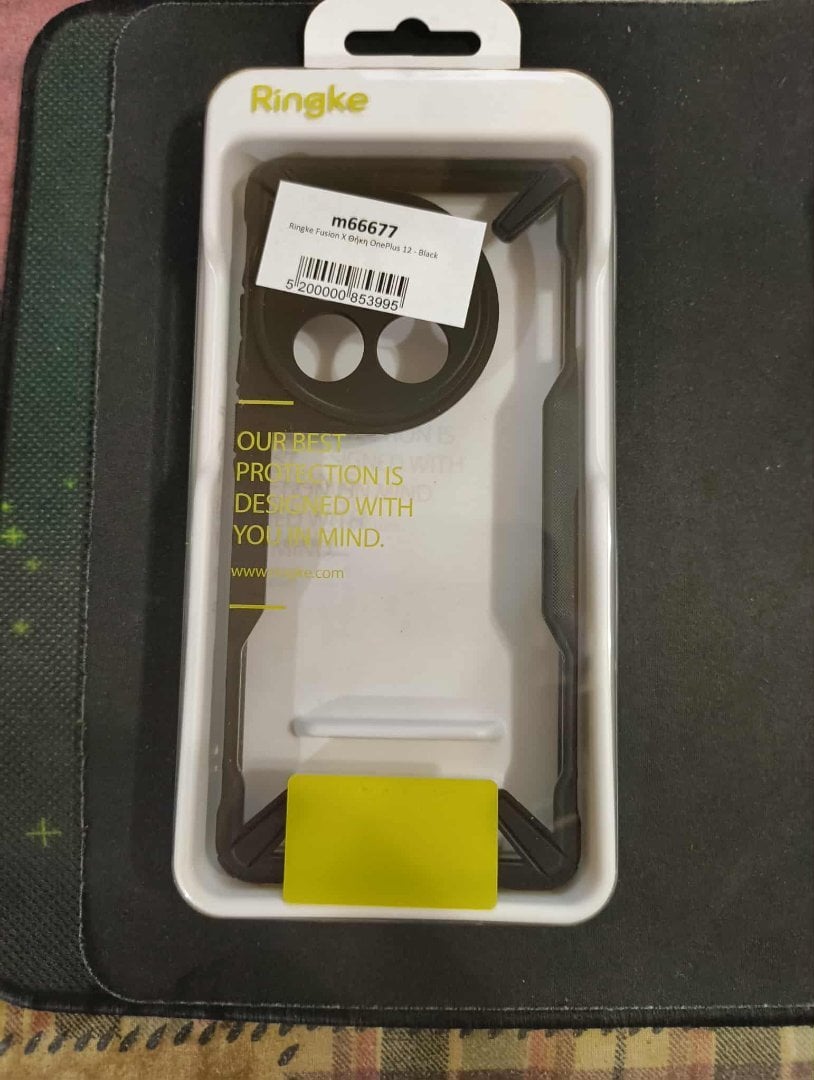 Ringke
m66677
Ringke Fusion X Θήκη OnePlus 12 - Black
5 200000 853995
OUR BEST
PROTECTION IS
DESIGNED WITH
YOU IN MIND.
www.ringke.com